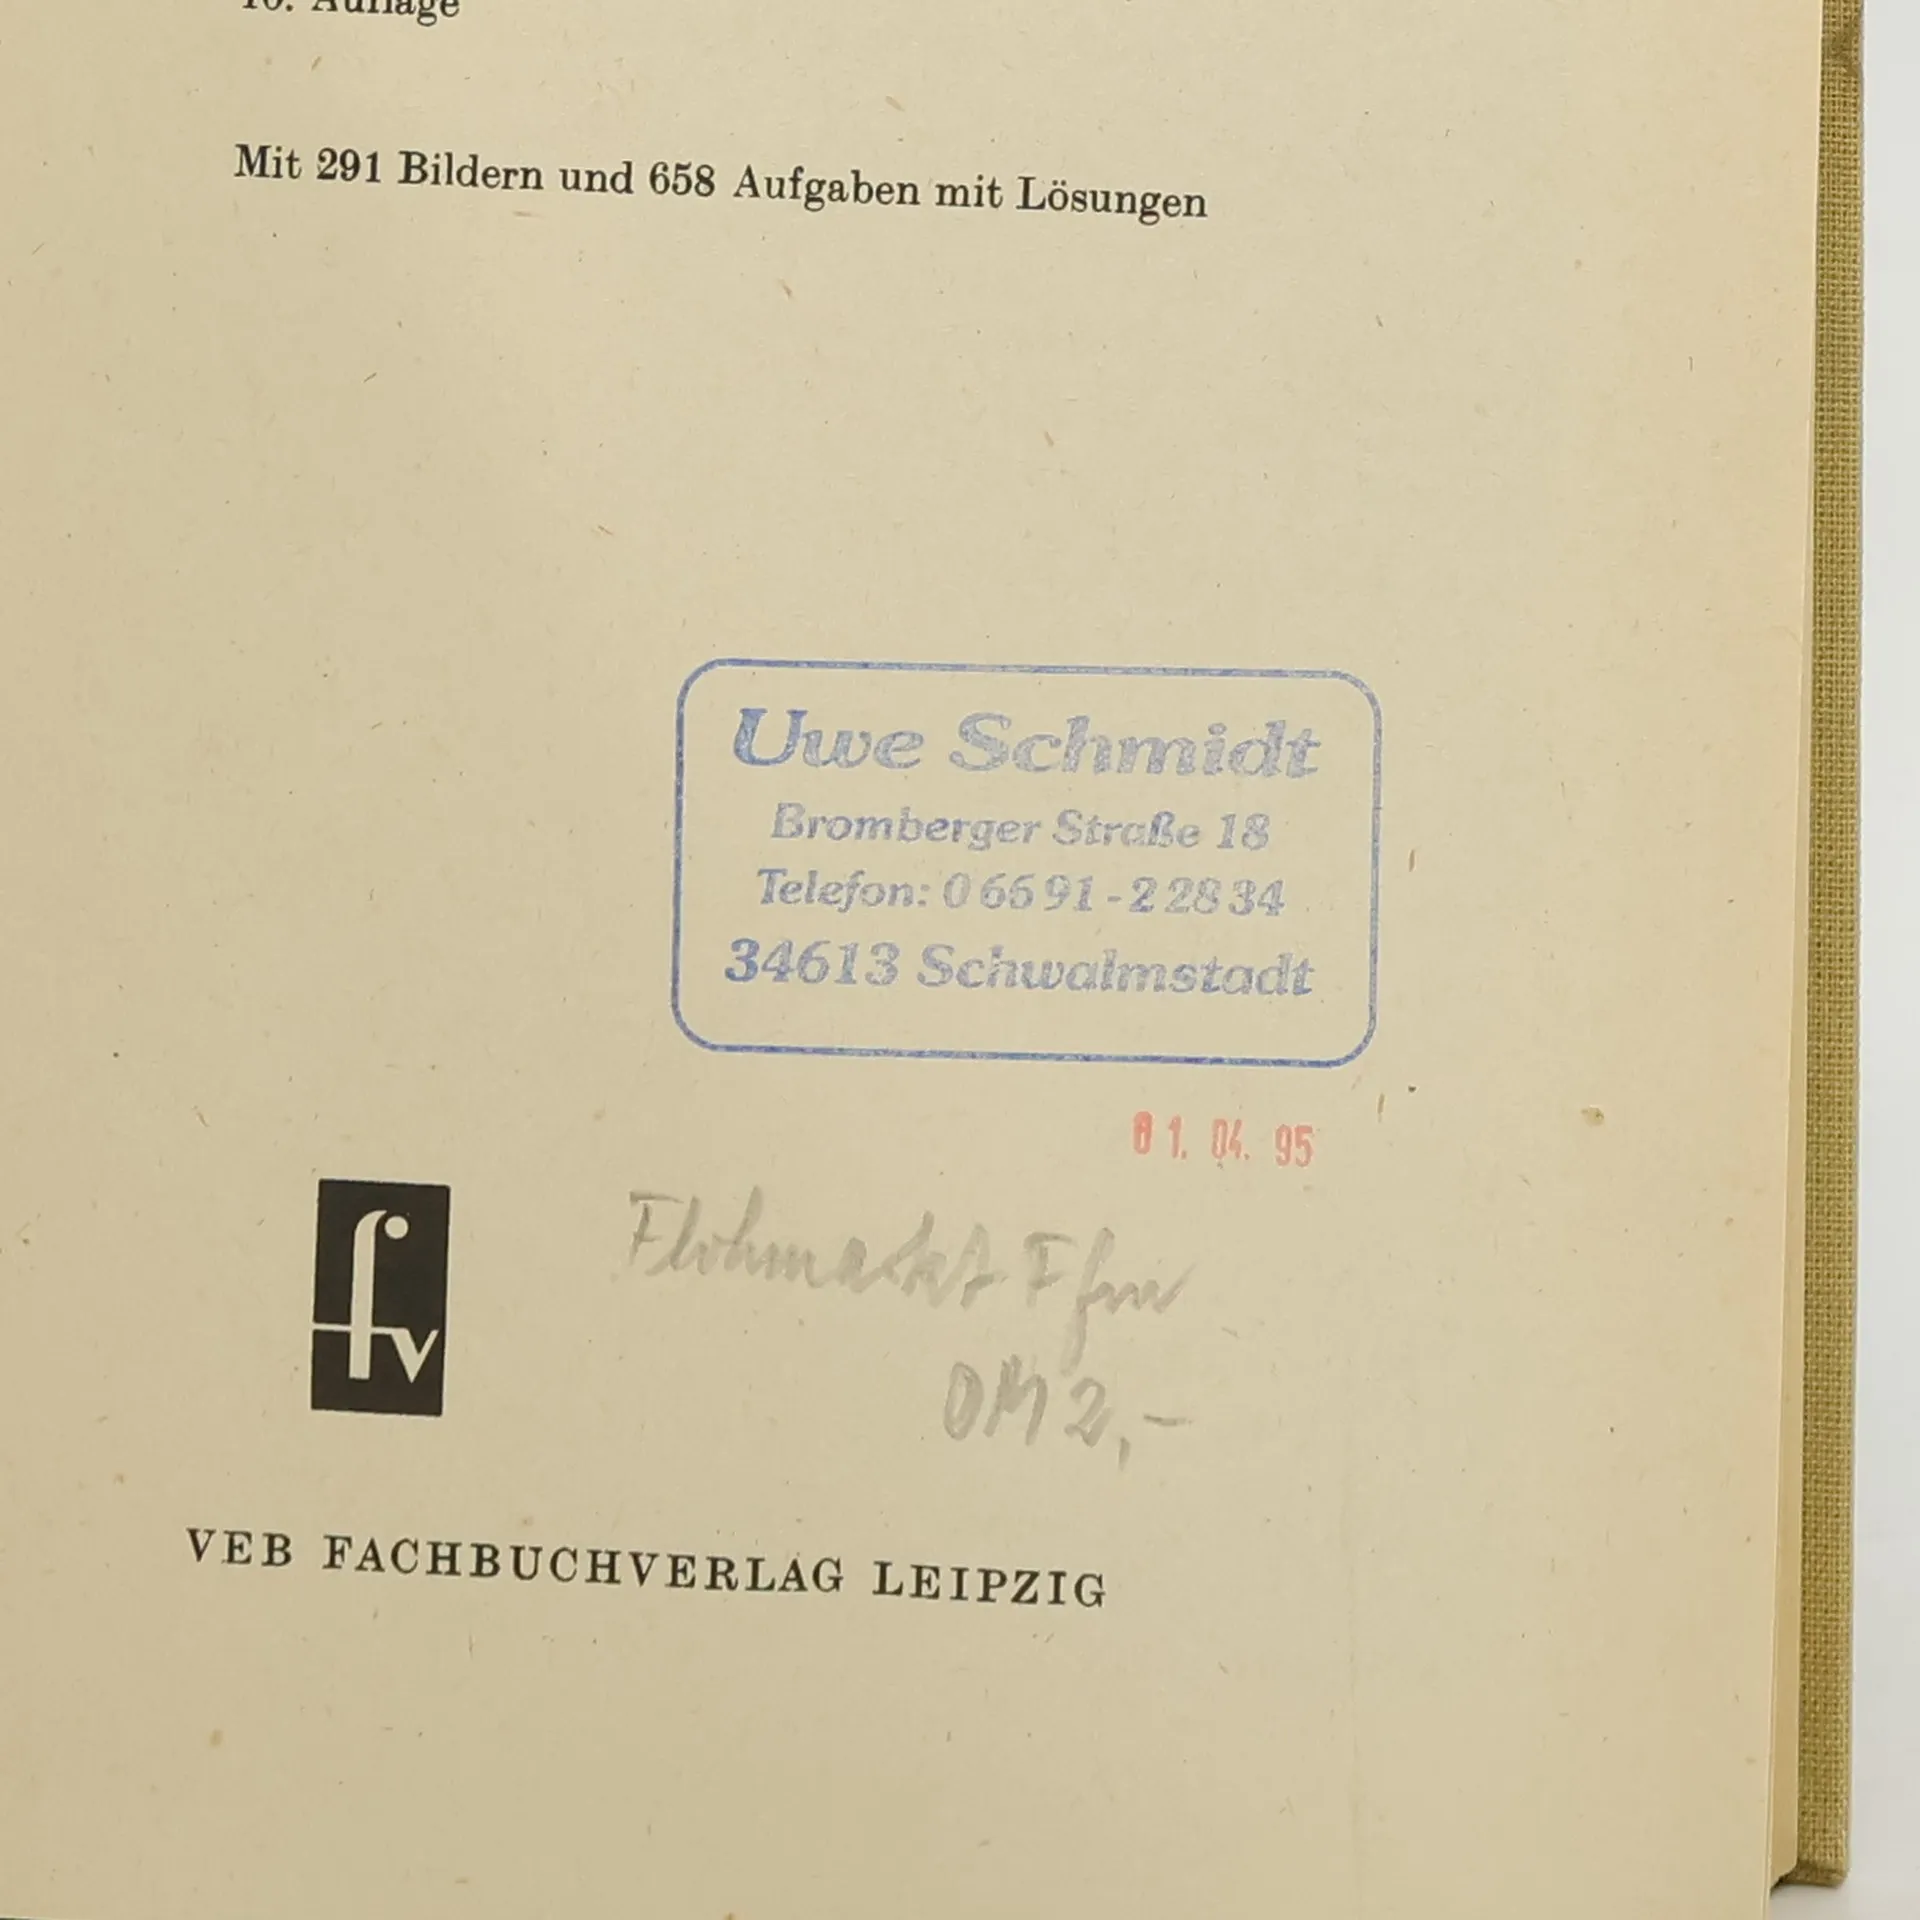 10. Auflage
Mit 291 Bildern und 658 Aufgaben mit Lösungen
Uwe Schmidt
Bromberger Straße 18
Telefon: 06691-22834
34613 Schwalmstadt
01. 04. 95
fv
Flohmarkt Ffm
DM 2,-
VEB FACHBUCHVERLAG LEIPZIG